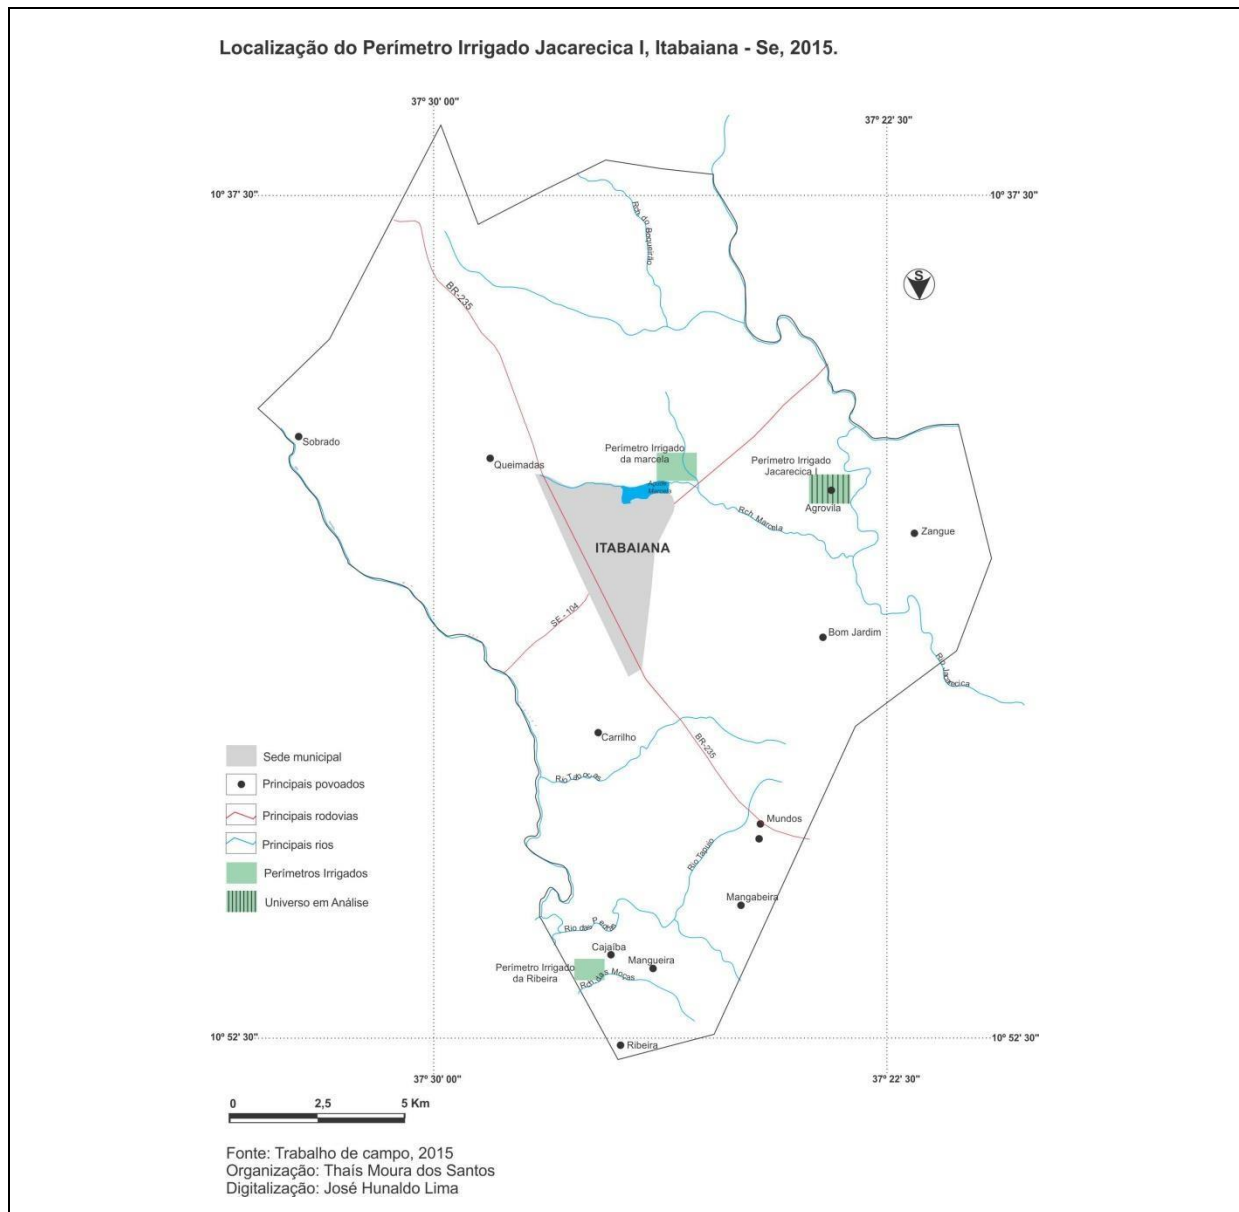 Localização do Perímetro Irrigado Jacarecica I, Itabaiana - Se, 2015.
37º 30' 00"
37º 22' 30"
10º 37' 30"
10º 37' 30"
Rch. do Boqueirão
S
BR-235
Sobrado
Queimadas
Perímetro Irrigado
da marcela
Perímetro Irrigado
Jacarecica I
Açude
Marcela
Agrovila
Rch. Marcela
Zangue
ITABAIANA
SE - 104
Bom Jardim
Rio Jacarecica
Carrilho
BR-235
Sede municipal
Principais povoados
Principais rodovias
Principais rios
Perímetros Irrigados
Universo em Análise
Mundos
Rio Tapuio
Mangabeira
Rio das
Cajaíba
Mangueira
Perímetro Irrigado
da Ribeira
Rch. das Moças
Ribeira
10º 52' 30"
10º 52' 30"
37º 30' 00"
37º 22' 30"
0 2,5 5 Km
Fonte: Trabalho de campo, 2015
Organização: Thaís Moura dos Santos
Digitalização: José Hunaldo Lima